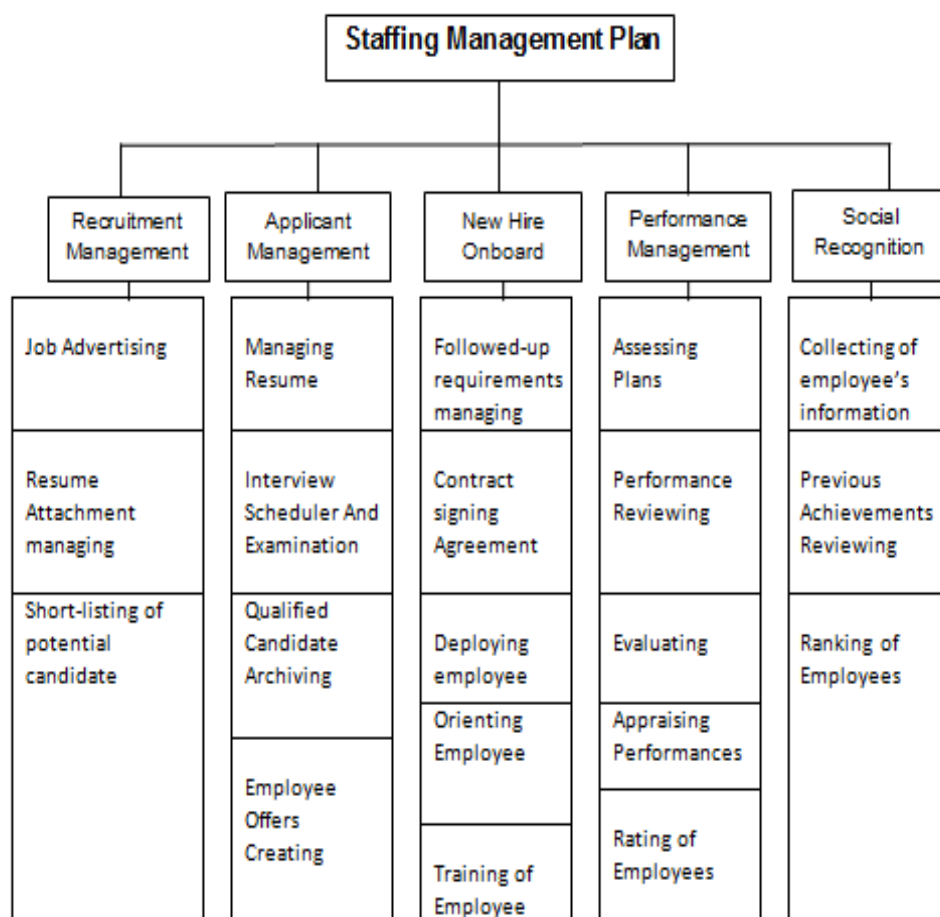 Staffing Management Plan
Recruitment
Management
Applicant
Management
New Hire
Onboard
Performance
Management
Social
Recognition
Job Advertising
Resume
Attachment
managing
Short-listing of
potential
candidate
Managing
Resume
Interview
Scheduler And
Examination
Qualified
Candidate
Archiving
Employee
Offers
Creating
Followed-up
requirements
managing
Contract
signing
Agreement
Deploying
employee
Orienting
Employee
Training of
Employee
Assessing
Plans
Performance
Reviewing
Evaluating
Appraising
Performances
Rating of
Employees
Collecting of
employee's
information
Previous
Achievements
Reviewing
Ranking of
Employees